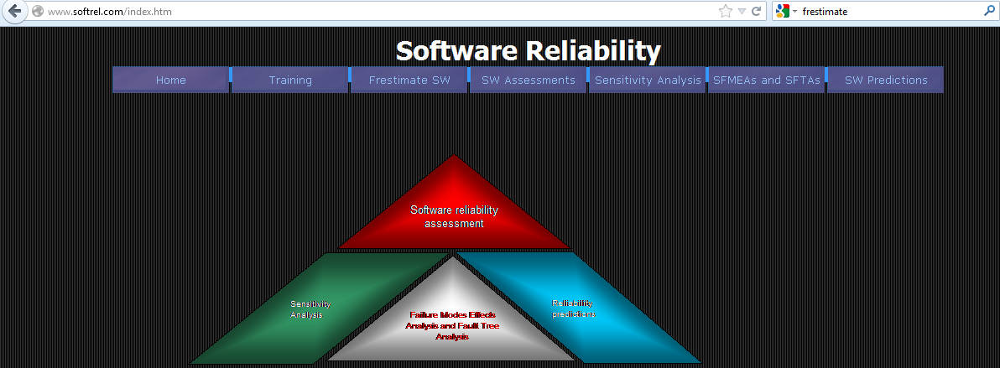 www.softrel.com/index.htm
frestimate
Software Reliability
Home
Training
Frestimate SW
SW Assessments
Sensitivity Analysis
SFMEAs and SFTAs
SW Predictions
Software reliability
assessment
Sensitivity
Analysis
Failure Modes Effects
Analysis and Fault Tree
Analysis
Reliability
predictions